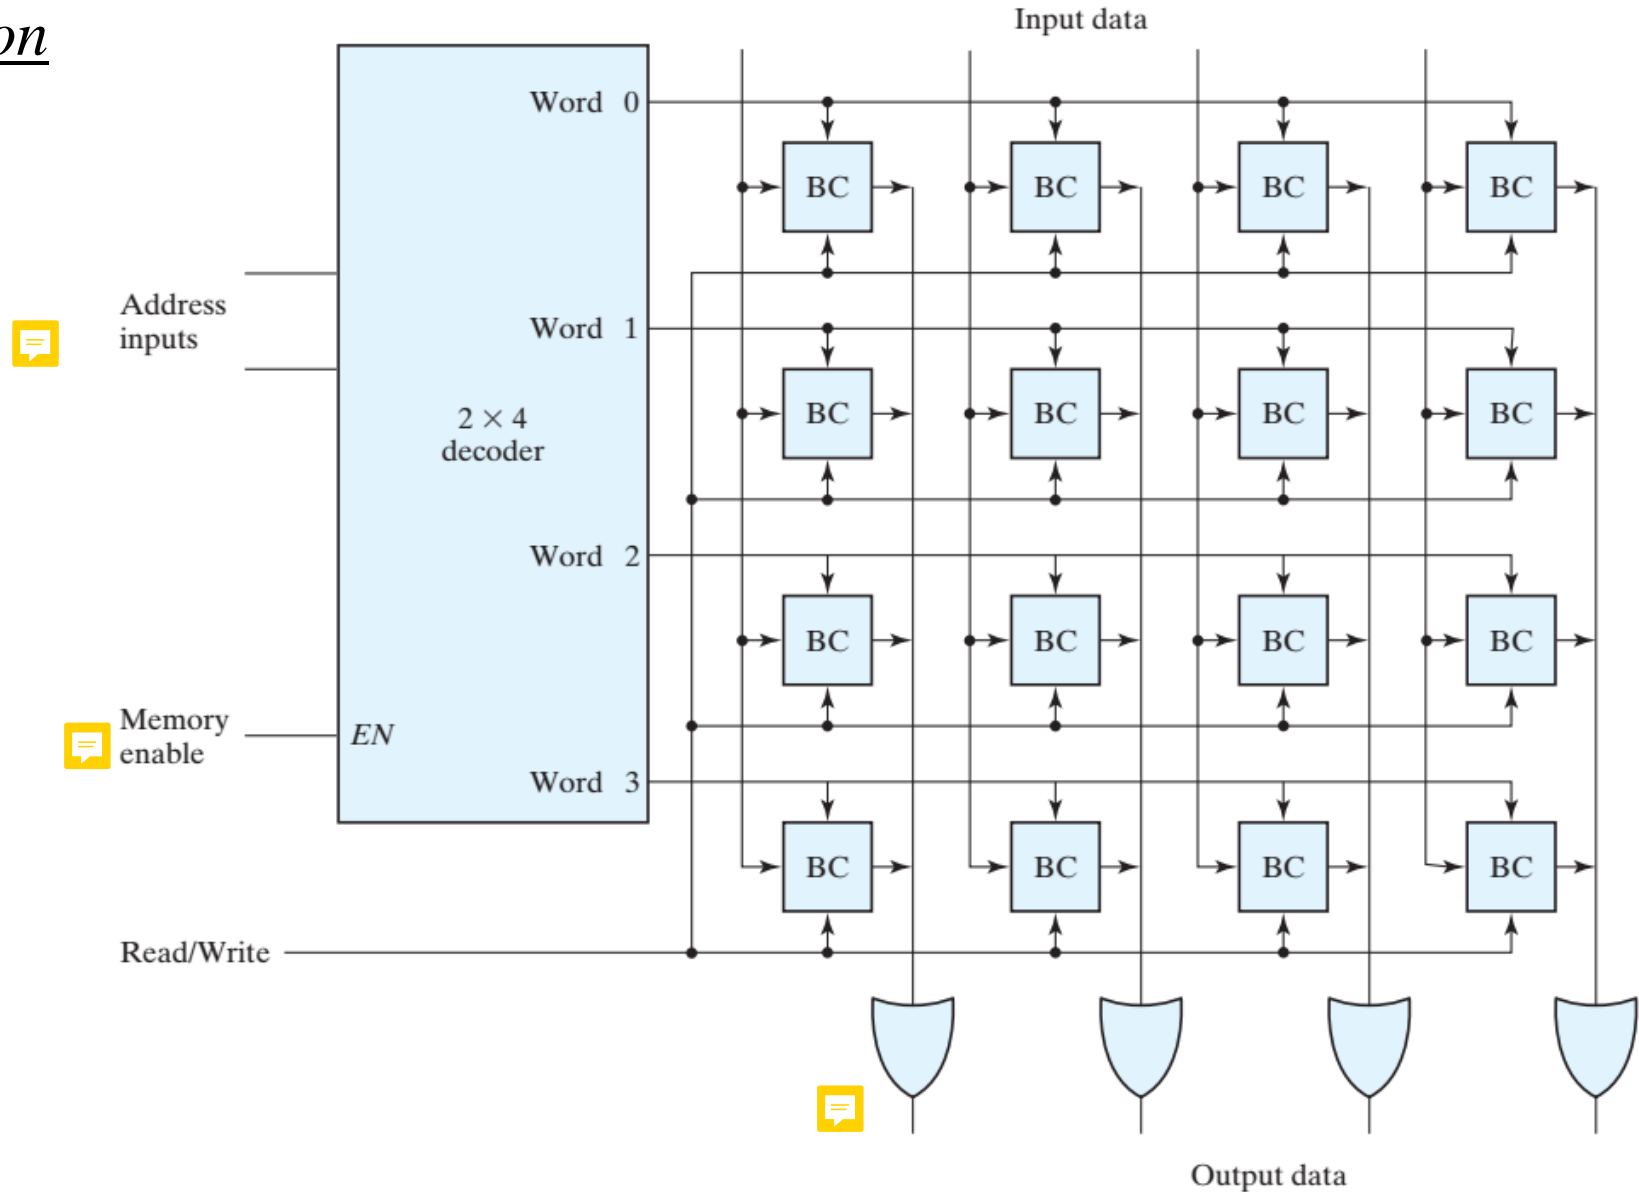 on
Input data
Word 0
BC BC BC BC
Address
inputs
Word 1
BC BC BC BC
2 × 4
decoder
Word 2
BC BC BC BC
Memory
enable
EN
Word 3
BC BC BC BC
Read/Write
Output data